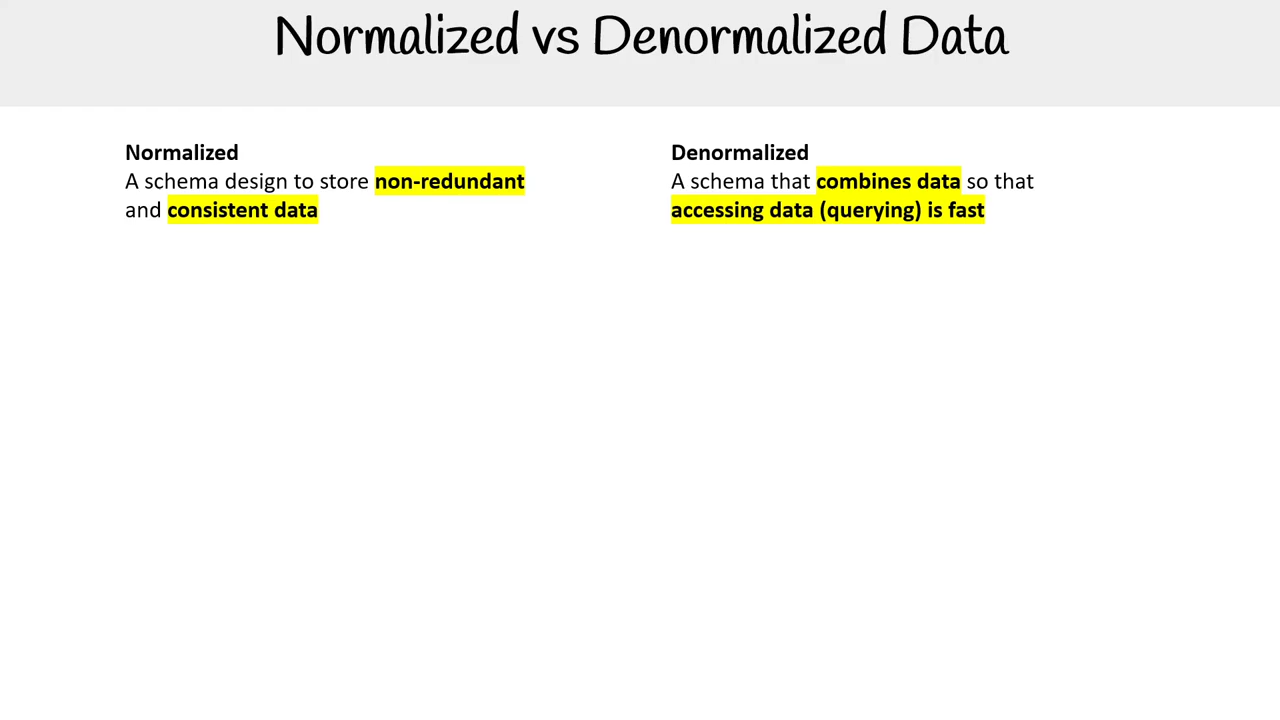 Normalized vs Denormalized Data
Normalized
A schema design to store non-redundant
and consistent data
Denormalized
A schema that combines data so that
accessing data (querying) is fast